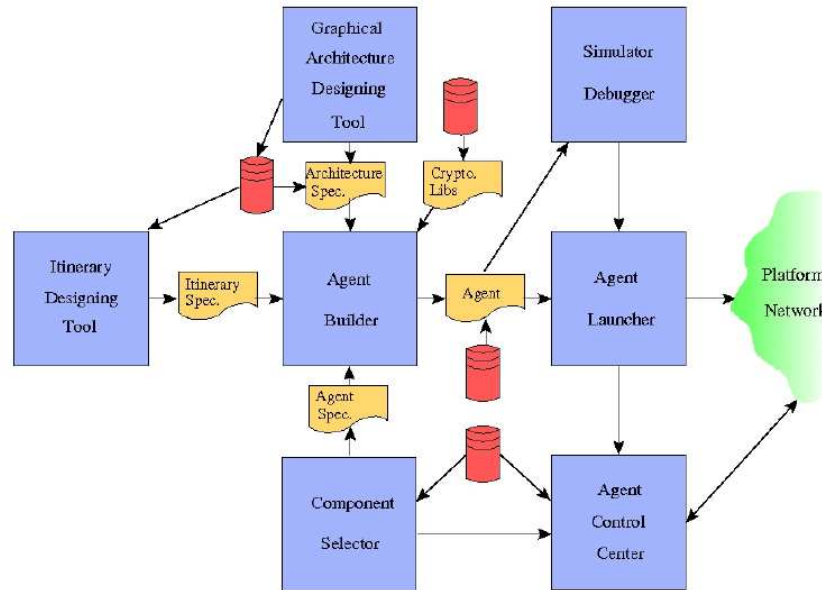 Graphical
Architecture
Designing
Tool
Simulator
Debugger
Architecture
Spec.
Crypto.
Libs
Itinerary
Designing
Tool
Itinerary
Spec.
Agent
Builder
Agent
Agent
Launcher
Platform
Network
Agent
Spec.
Component
Selector
Agent
Control
Center